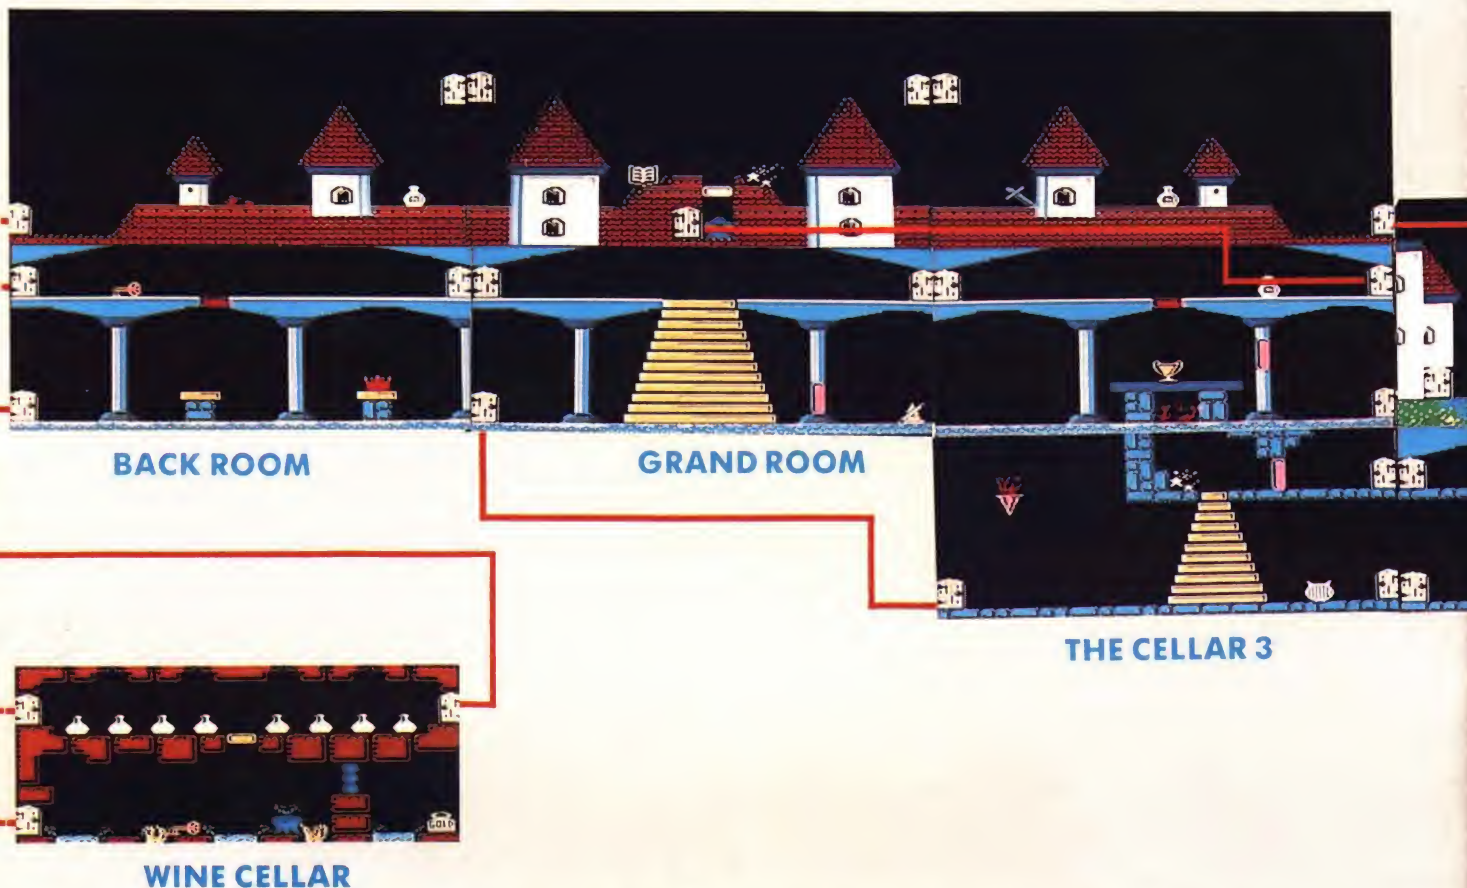 BACK ROOM
GRAND ROOM
THE CELLAR 3
GOLD
WINE CELLAR